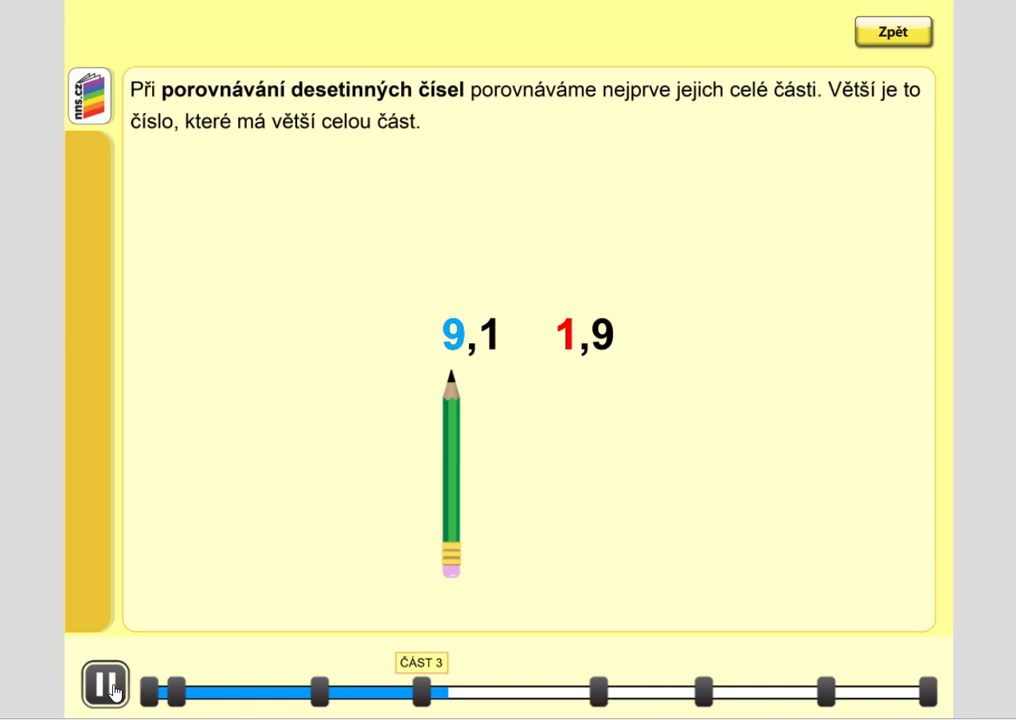 Zpět
nns.cz
Při porovnávání desetinných čísel porovnáváme nejprve jejich celé části. Větší je to
číslo, které má větší celou část.
9,1 1,9
ČÁST 3